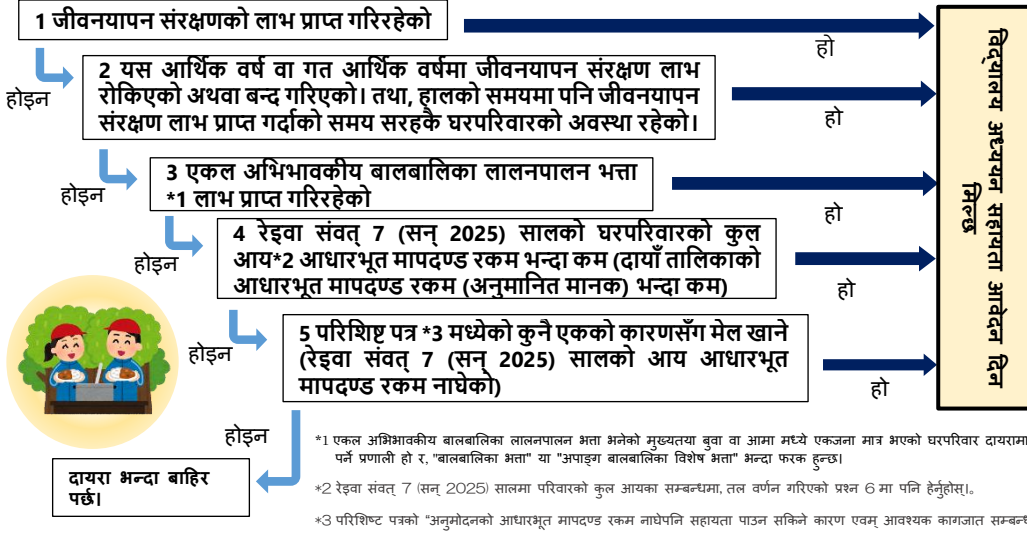 1 जीवनयापन संरक्षणको लाभ प्राप्त गरिरहेको
हो
होइन
2 यस आर्थिक वर्ष वा गत आर्थिक वर्षमा जीवनयापन संरक्षण लाभ
रोकिएको अथवा बन्द गरिएको। तथा, हालको समयमा पनि जीवनयापन
संरक्षण लाभ प्राप्त गर्दाको समय सरहकै घरपरिवारको अवस्था रहेको।
हो
होइन
3 एकल अभिभावकीय बालबालिका लालनपालन भत्ता
*1 लाभ प्राप्त गरिरहेको
हो
होइन
4 रेइवा संवत् 7 (सन् 2025) सालको घरपरिवारको कुल
आय*2 आधारभूत मापदण्ड रकम भन्दा कम (दायाँ तालिकाको
आधारभूत मापदण्ड रकम (अनुमानित मानक) भन्दा कम)
हो
होइन
5 परिशिष्ट पत्र *3 मध्येको कुनै एकको कारणसँग मेल खाने
(रेइवा संवत् 7 (सन् 2025) सालको आय आधारभूत
मापदण्ड रकम नाघेको)
हो
होइन
दायरा भन्दा बाहिर
पर्छ।
विद्यालय अध्ययन सहायता आवेदन दिन
मिल्छ
*1 एकल अभिभावकीय बालबालिका लालनपालन भत्ता भनेको मुख्यतया बुवा वा आमा मध्ये एकजना मात्र भएको घरपरिवार दायरामा
पर्ने प्रणाली हो र, "बालबालिका भत्ता" या "अपाङ्ग बालबालिका विशेष भत्ता" भन्दा फरक हुन्छ।
*2 रेइवा संवत् 7 (सन् 2025) सालमा परिवारको कुल आयका सम्बन्धमा, तल वर्णन गरिएको प्रश्न 6 मा पनि हेर्नुहोस्।。
*3 परिशिष्ट पत्रको "अनुमोदनको आधारभूत मापदण्ड रकम नाघेपनि सहायता पाउन सकिने कारण एवम् आवश्यक कागजात सम्बन्ध